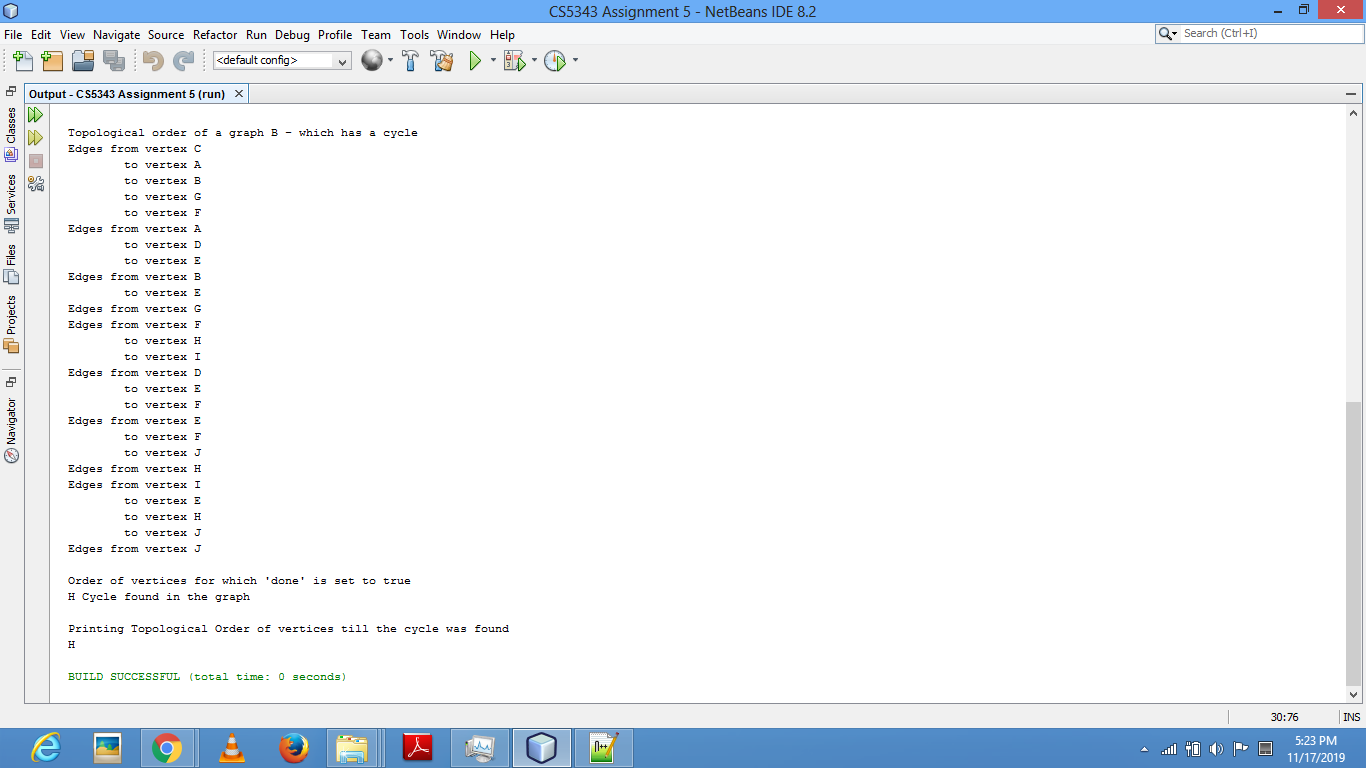 CS5343 Assignment 5 - NetBeans IDE 8.2
File Edit View Navigate Source Refactor Run Debug Profile Team Tools Window Help
Search (Ctrl+I)
<default config>
Output - CS5343 Assignment 5 (run)
Classes
Services
Files
Projects
Navigator
Topological order of a graph B - which has a cycle
Edges from vertex C
to vertex A
to vertex B
to vertex G
to vertex F
Edges from vertex A
to vertex D
to vertex E
Edges from vertex B
to vertex E
Edges from vertex G
Edges from vertex F
to vertex H
to vertex I
Edges from vertex D
to vertex E
to vertex F
Edges from vertex E
to vertex F
to vertex J
Edges from vertex H
Edges from vertex I
to vertex E
to vertex H
to vertex J
Edges from vertex J
Order of vertices for which 'done' is set to true
H Cycle found in the graph
Printing Topological Order of vertices till the cycle was found
H
BUILD SUCCESSFUL (total time: 0 seconds)
30:76 INS
5:23 PM
11/17/2019